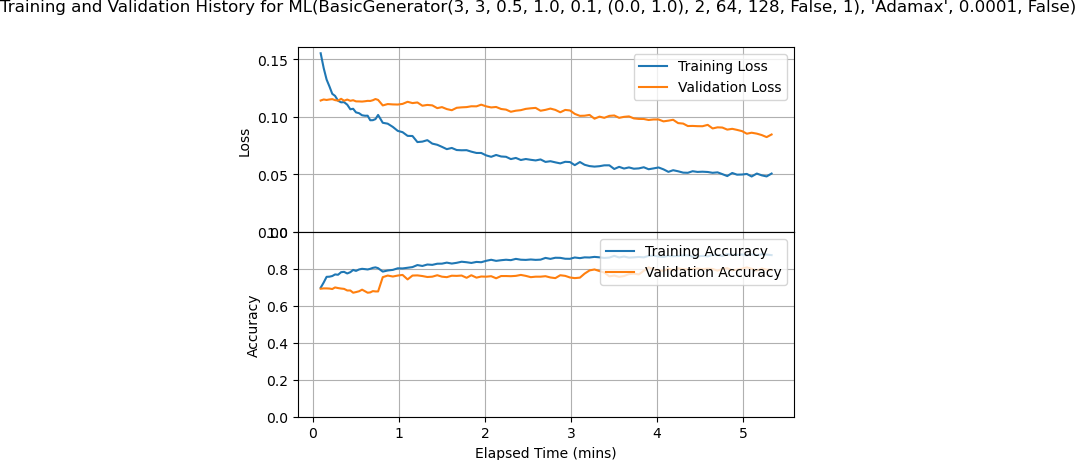 Training and Validation History for ML(BasicGenerator(3, 3, 0.5, 1.0, 0.1, (0.0, 1.0), 2, 64, 128, False, 1), 'Adamax', 0.0001, False)
0.15
0.10
0.05
0.00
Loss
Training Loss
Validation Loss
1.0
0.8
0.6
0.4
0.2
0.0
Accuracy
Training Accuracy
Validation Accuracy
0 1 2 3 4 5
Elapsed Time (mins)